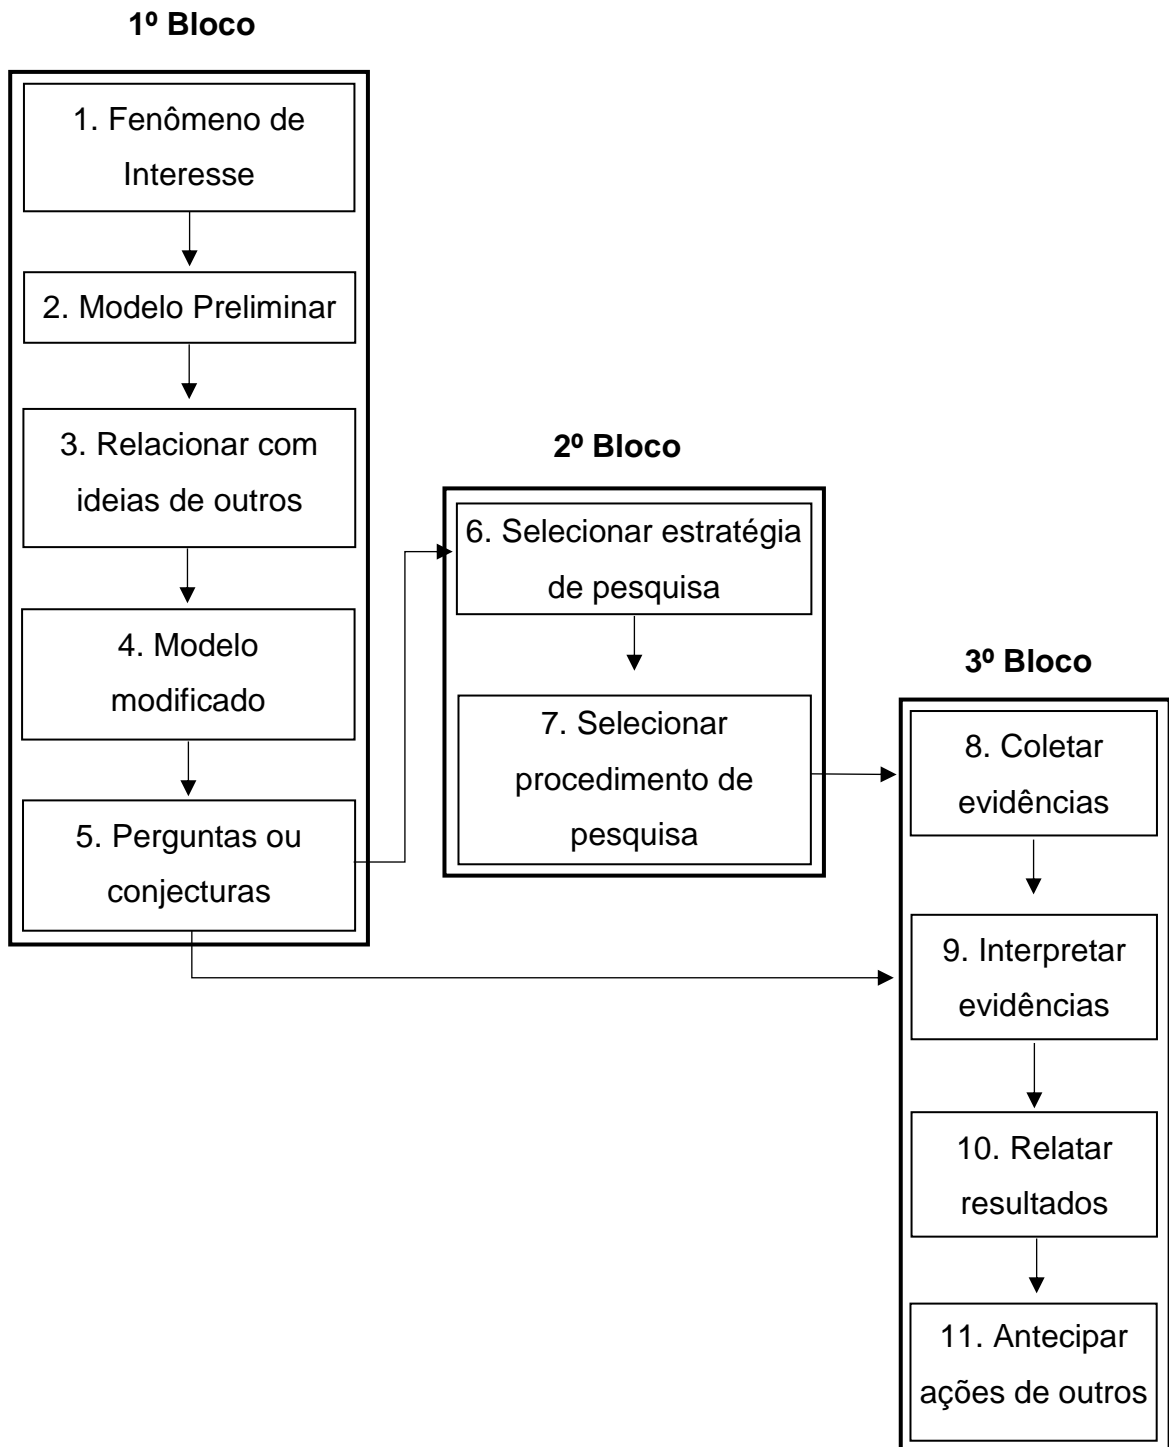 1º Bloco
1. Fenômeno de
Interesse
2. Modelo Preliminar
3. Relacionar com
ideias de outros
4. Modelo
modificado
5. Perguntas ou
conjecturas
2º Bloco
6. Selecionar estratégia
de pesquisa
7. Selecionar
procedimento de
pesquisa
3º Bloco
8. Coletar
evidências
9. Interpretar
evidências
10. Relatar
resultados
11. Antecipar
ações de outros